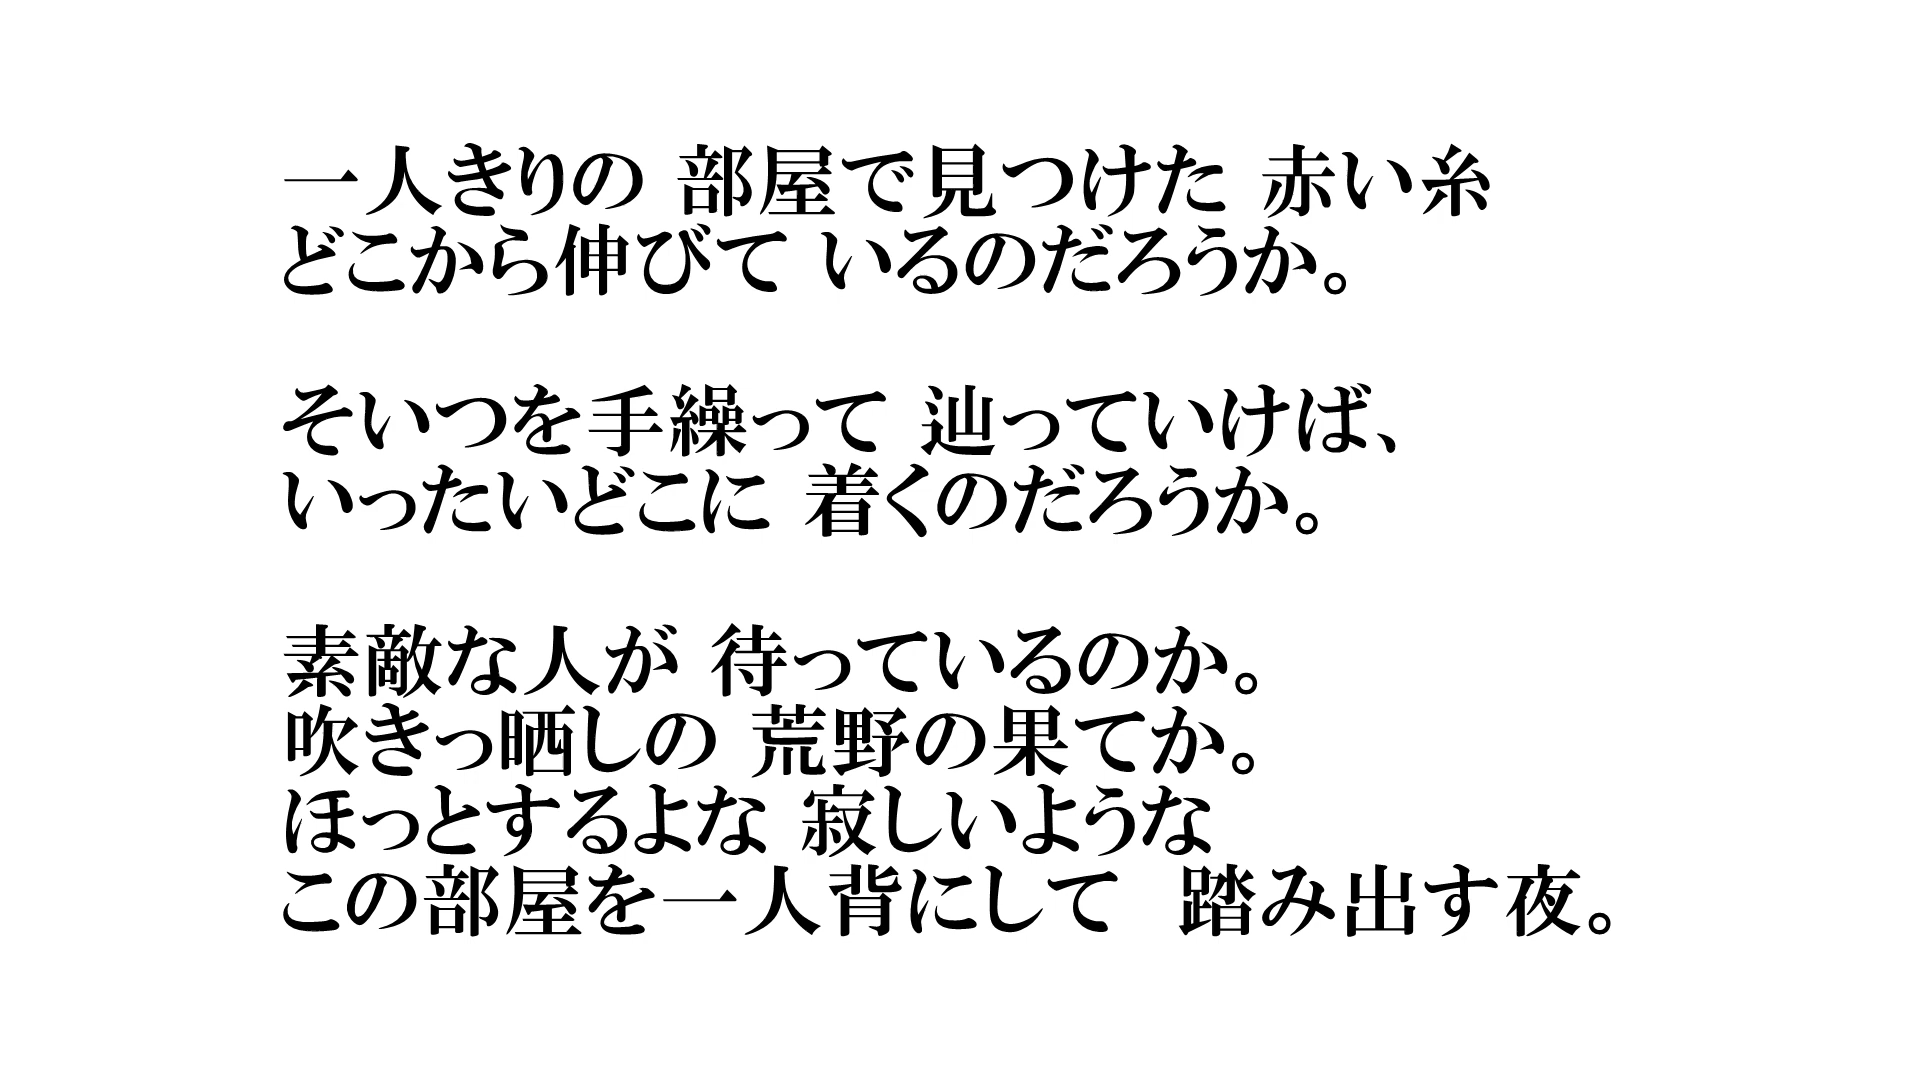 一人きりの 部屋で見つけた 赤い糸
どこから伸びて いるのだろうか。
そいつを手繰って 辿っていけば、
いったいどこに 着くのだろうか。
素敵な人が 待っているのか。
吹きっ晒しの 荒野の果てか。
ほっとするよな 寂しいような
この部屋を一人背にして 踏み出す夜。